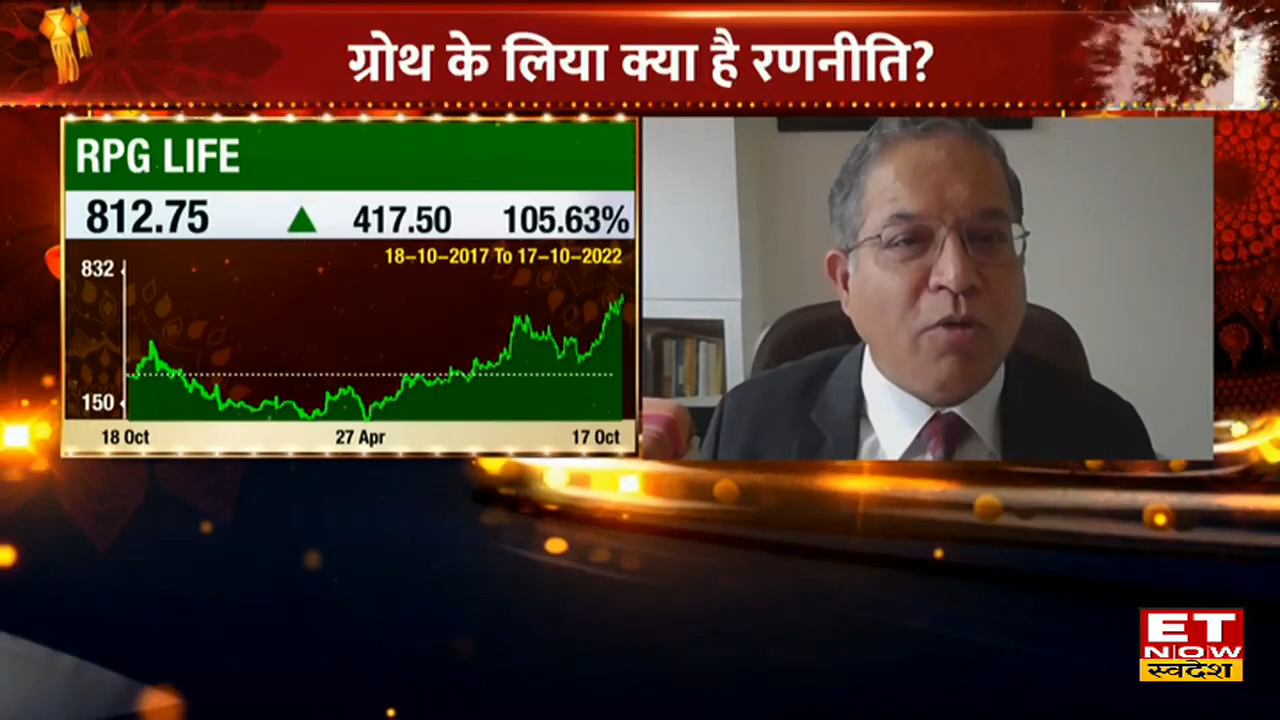 ग्रोथ के लिया क्या है रणनीति?
RPG LIFE
812.75 ▲ 417.50 105.63%
18-10-2017 To 17-10-2022
832
150
18 Oct 27 Apr 17 Oct
ET
NOW
स्वदेश